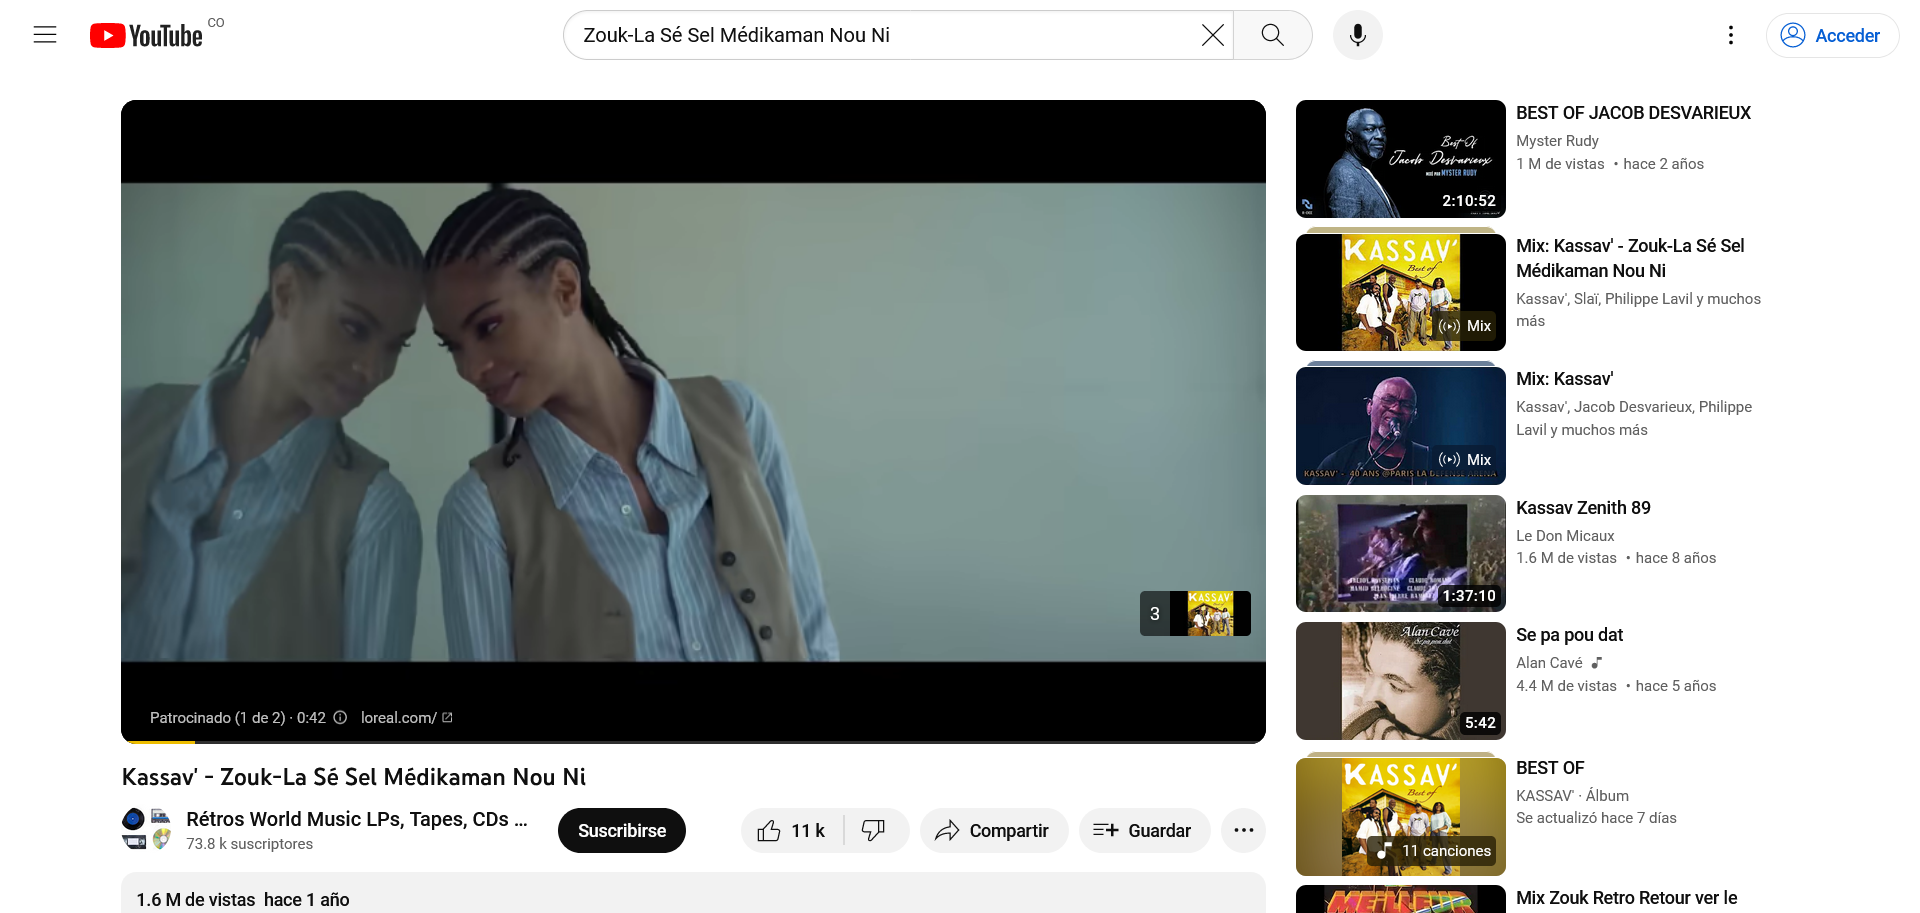 YouTube CO
Zouk-La Sé Sel Médikaman Nou Ni
Acceder
3
KASSAV'
Patrocinado (1 de 2) · 0:42
loreal.com/
Kassav' - Zouk-La Sé Sel Médikaman Nou Ni
Rétros World Music LPs, Tapes, CDs ...
73.8 k suscriptores
Suscribirse
11 k
Compartir
Guardar
1.6 M de vistas hace 1 año
Best Of
Jacob Desvarieux
MIXÉ PAR MYSTER RUDY
2:10:52
BEST OF JACOB DESVARIEUX
Myster Rudy
1 M de vistas • hace 2 años
KASSAV'
Best of
Mix
Mix: Kassav' - Zouk-La Sé Sel
Médikaman Nou Ni
Kassav', Slaï, Philippe Lavil y muchos
más
Mix
KASSAV' - 40 ANS @PARIS LA DEFENSE ARENA
Mix: Kassav'
Kassav', Jacob Desvarieux, Philippe
Lavil y muchos más
1:37:10
Kassav Zenith 89
Le Don Micaux
1.6 M de vistas • hace 8 años
Alan Cavé
Se pa pou dat
5:42
Se pa pou dat
Alan Cavé
4.4 M de vistas • hace 5 años
KASSAV'
Best of
11 canciones
BEST OF
KASSAV' · Álbum
Se actualizó hace 7 días
MEILLEUR
Mix Zouk Retro Retour ver le